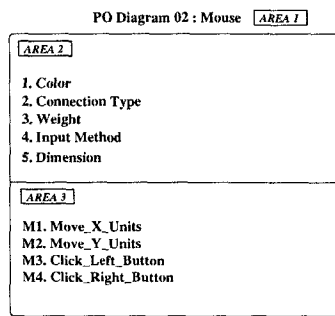 PO Diagram 02 : Mouse AREA 1
AREA 2
1. Color
2. Connection Type
3. Weight
4. Input Method
5. Dimension
AREA 3
M1. Move_X_Units
M2. Move_Y_Units
M3. Click_Left_Button
M4. Click_Right_Button